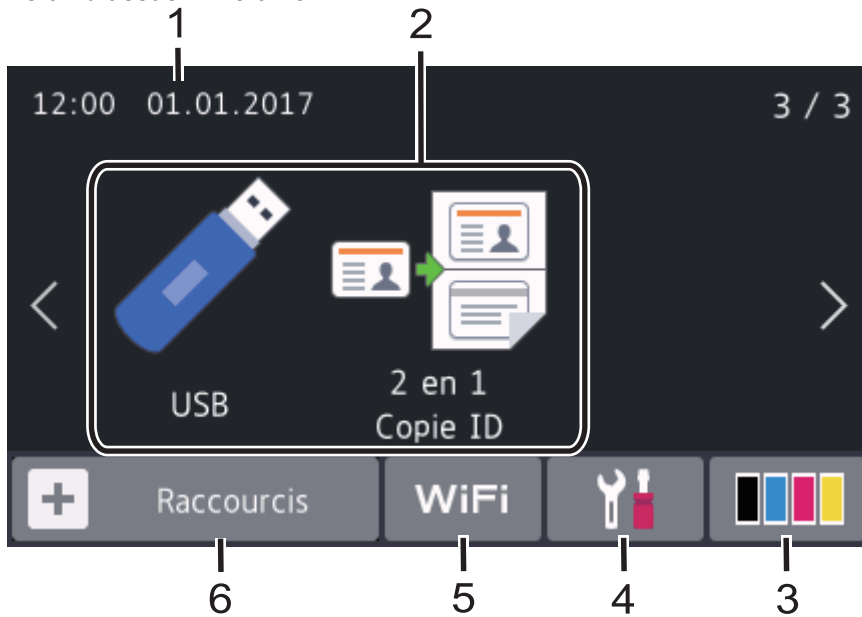 1 2
12:00 01.01.2017 3 / 3
USB
2 en 1
Copie ID
Raccourcis WiFi
6 5 4 3